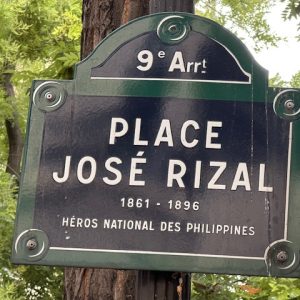 9e Arrt
PLACE
JOSÉ RIZAL
1861 - 1896
HÉROS NATIONAL DES PHILIPPINES